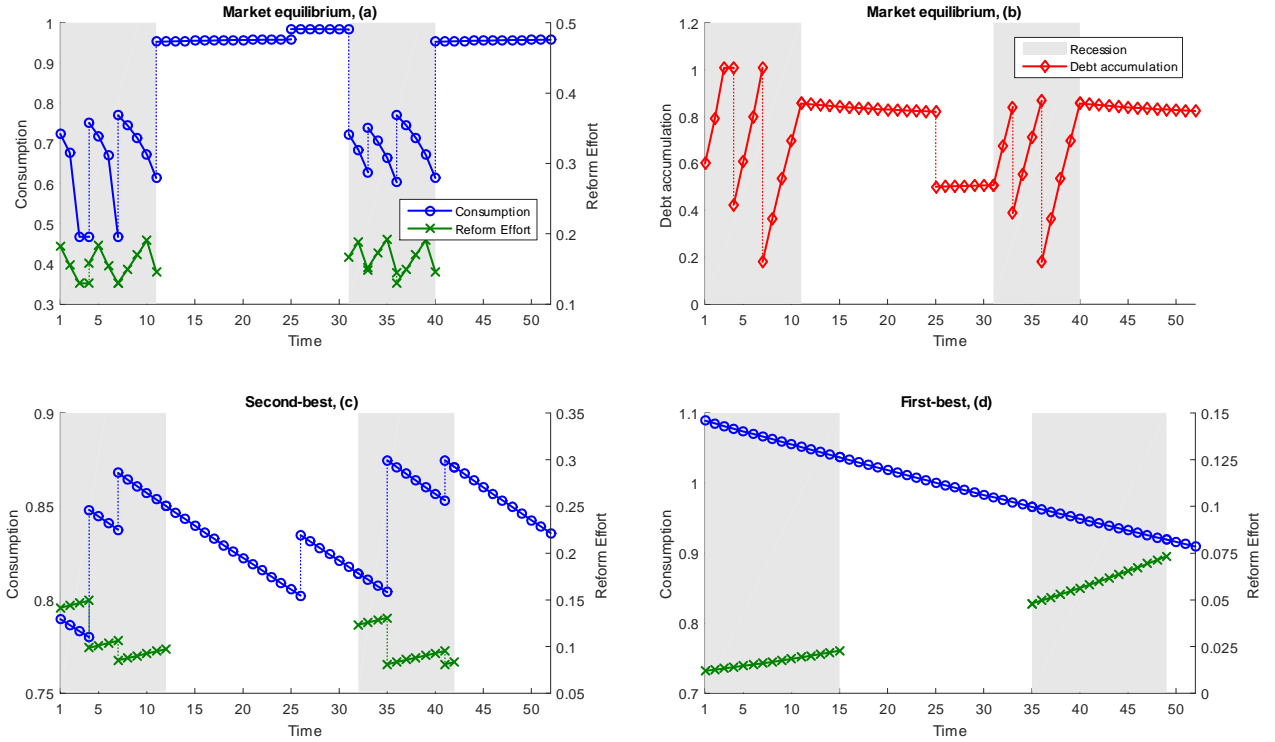 Market equilibrium, (a)
1
0.9
0.8
0.7
0.6
0.5
0.4
0.3
Consumption
0.5
0.4
0.3
0.2
0.1
Reform Effort
Consumption
Reform Effort
1 5 10 15 20 25 30 35 40 45 50
Time
Market equilibrium, (b)
1.2
1
0.8
0.6
0.4
0.2
0
Debt accumulation
Recession
Debt accumulation
1 5 10 15 20 25 30 35 40 45 50
Time
Second-best, (c)
0.9
0.85
0.8
0.75
Consumption
0.35
0.3
0.25
0.2
0.15
0.1
0.05
Reform Effort
1 5 10 15 20 25 30 35 40 45 50
Time
First-best, (d)
1.1
1
0.9
0.8
0.7
Consumption
0.15
0.125
0.1
0.075
0.05
0.025
0
Reform Effort
1 5 10 15 20 25 30 35 40 45 50
Time